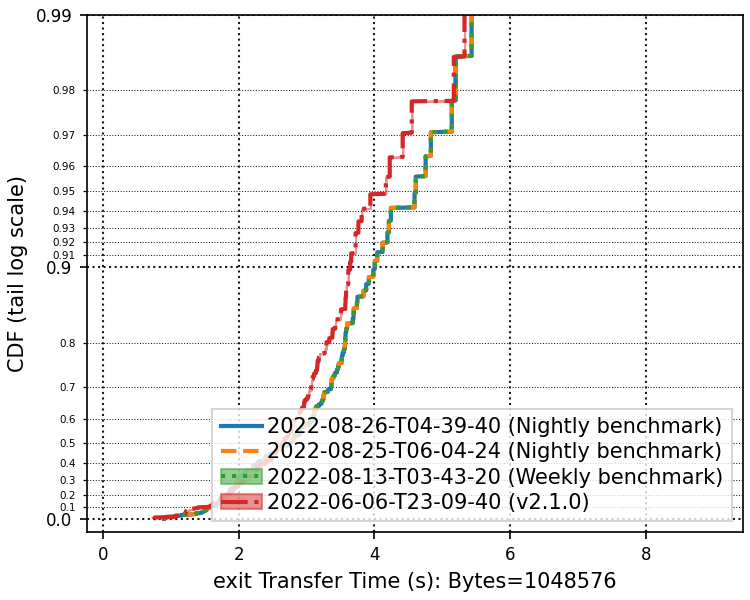 0.99
0.98
0.97
0.96
0.95
0.94
0.93
0.92
0.91
0.9
0.8
0.7
0.6
0.5
0.4
0.3
0.2
0.1
0.0
CDF (tail log scale)
2022-08-26-T04-39-40 (Nightly benchmark)
2022-08-25-T06-04-24 (Nightly benchmark)
2022-08-13-T03-43-20 (Weekly benchmark)
2022-06-06-T23-09-40 (v2.1.0)
0 2 4 6 8
exit Transfer Time (s): Bytes=1048576